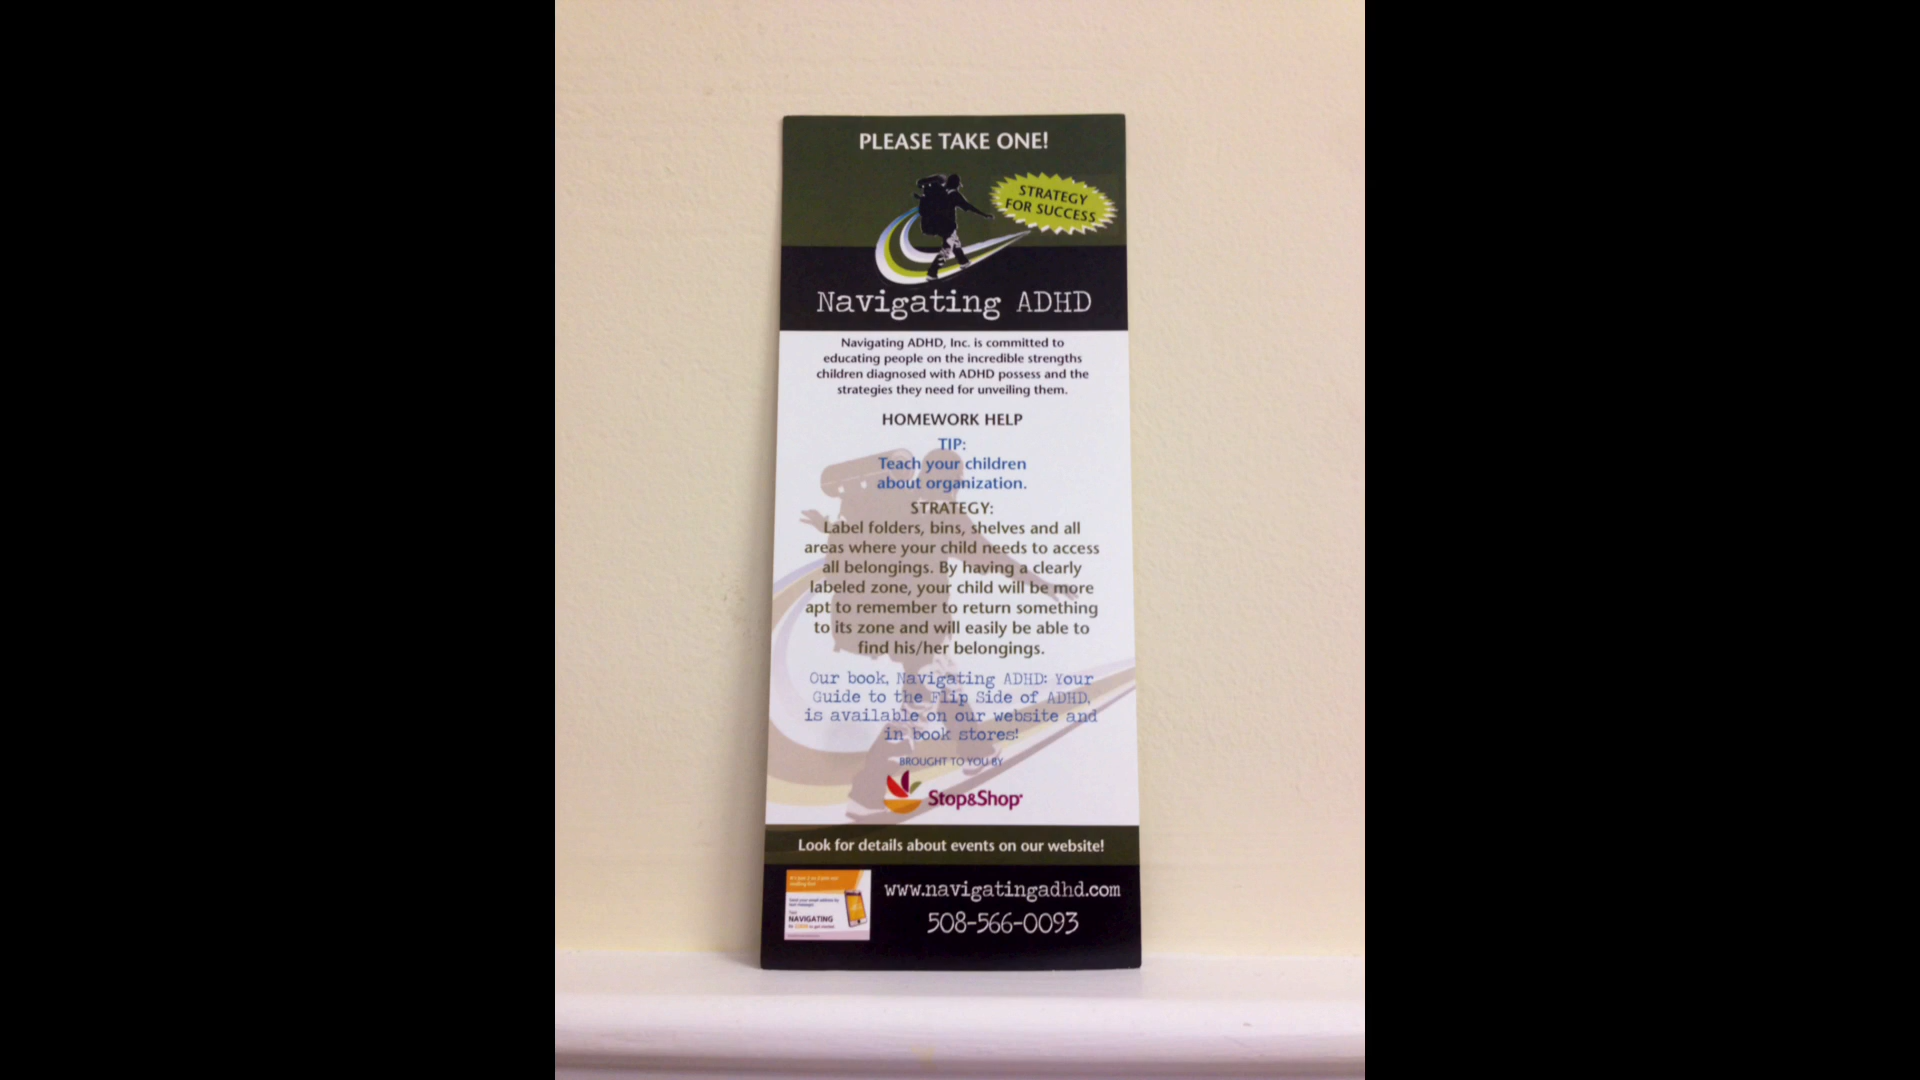 PLEASE TAKE ONE!
STRATEGY
FOR SUCCESS
Navigating ADHD
Navigating ADHD, Inc. is committed to
educating people on the incredible strengths
children diagnosed with ADHD possess and the
strategies they need for unveiling them.
HOMEWORK HELP
TIP:
Teach your children
about organization.
STRATEGY:
Label folders, bins, shelves and all
areas where your child needs to access
all belongings. By having a clearly
labeled zone, your child will be more
apt to remember to return something
to its zone and will easily be able to
find his/her belongings.
Our book, Navigating ADHD: Your
Guide to the Flip Side of ADHD,
is available on our website and
in book stores!
BROUGHT TO YOU BY
Stop&Shop
Look for details about events on our website!
NAVIGATING
www.navigatingadhd.com
508-566-0093